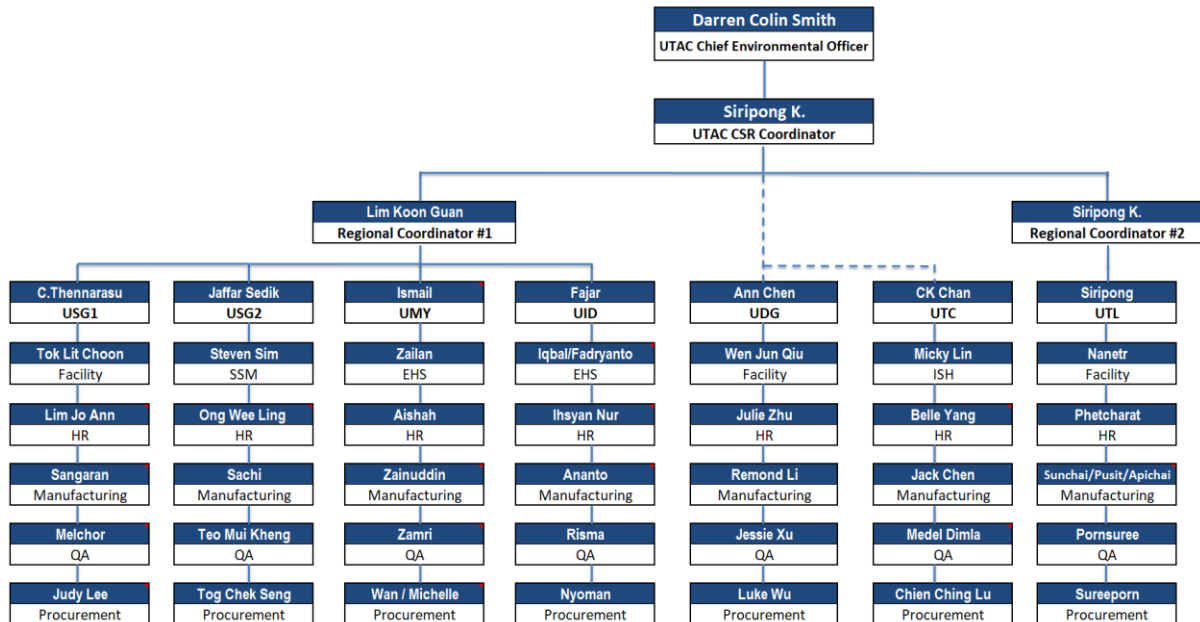 Darren Colin Smith
UTAC Chief Environmental Officer
Siripong K.
UTAC CSR Coordinator
Lim Koon Guan
Regional Coordinator #1
Siripong K.
Regional Coordinator #2
C.Thennarasu
USG1
Jaffar Sedik
USG2
Ismail
UMY
Fajar
UID
Ann Chen
UDG
CK Chan
UTC
Siripong
UTL
Tok Lit Choon
Facility
Steven Sim
SSM
Zailan
EHS
Iqbal/Fadryanto
EHS
Wen Jun Qiu
Facility
Micky Lin
ISH
Nanetr
Facility
Lim Jo Ann
HR
Ong Wee Ling
HR
Aishah
HR
Ihsyan Nur
HR
Julie Zhu
HR
Belle Yang
HR
Phetcharat
HR
Sangaran
Manufacturing
Sachi
Manufacturing
Zainuddin
Manufacturing
Ananto
Manufacturing
Remond Li
Manufacturing
Jack Chen
Manufacturing
Sunchai/Pusit/Apichai
Manufacturing
Melchor
QA
Teo Mui Kheng
QA
Zamri
QA
Risma
QA
Jessie Xu
QA
Medel Dimla
QA
Pornsuree
QA
Judy Lee
Procurement
Tog Chek Seng
Procurement
Wan / Michelle
Procurement
Nyoman
Procurement
Luke Wu
Procurement
Chien Ching Lu
Procurement
Sureeporn
Procurement